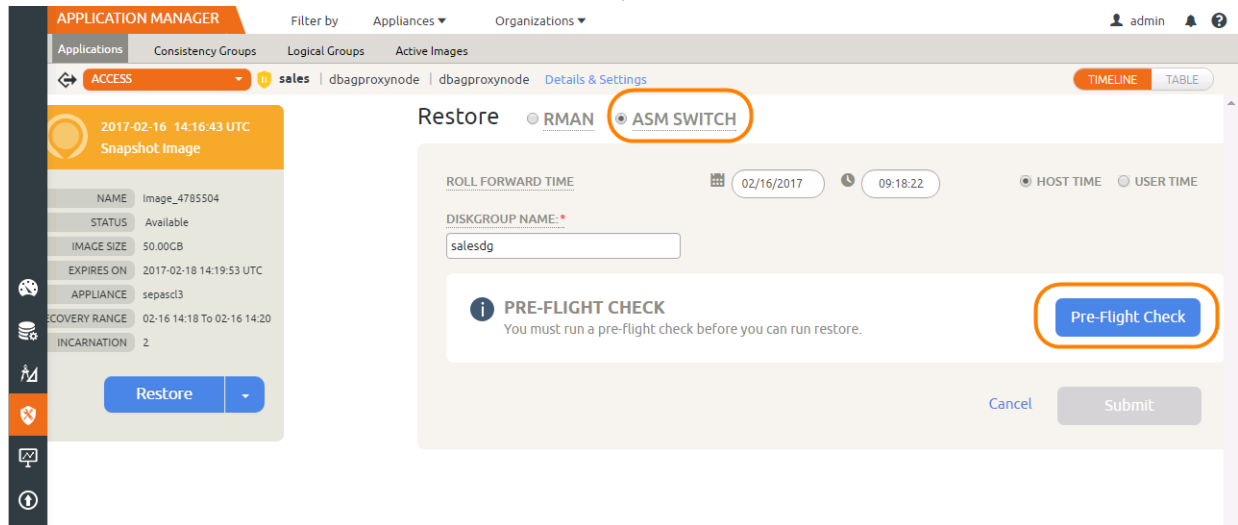 APPLICATION MANAGER Filter by Appliances Organizations admin
Applications Consistency Groups Logical Groups Active Images
ACCESS sales | dbagproxynode | dbagproxynode Details & Settings TIMELINE TABLE
2017-02-16 14:16:43 UTC
Snapshot Image
NAME Image_4785504
STATUS Available
IMAGE SIZE 50.00GB
EXPIRES ON 2017-02-18 14:19:53 UTC
APPLIANCE sepascl3
ECOVERY RANGE 02-16 14:18 To 02-16 14:20
INCARNATION 2
Restore
Restore RMAN ASM SWITCH
ROLL FORWARD TIME 02/16/2017 09:18:22 HOST TIME USER TIME
DISKGROUP NAME:*
salesdg
PRE-FLIGHT CHECK
You must run a pre-flight check before you can run restore.
Pre-Flight Check
Cancel Submit